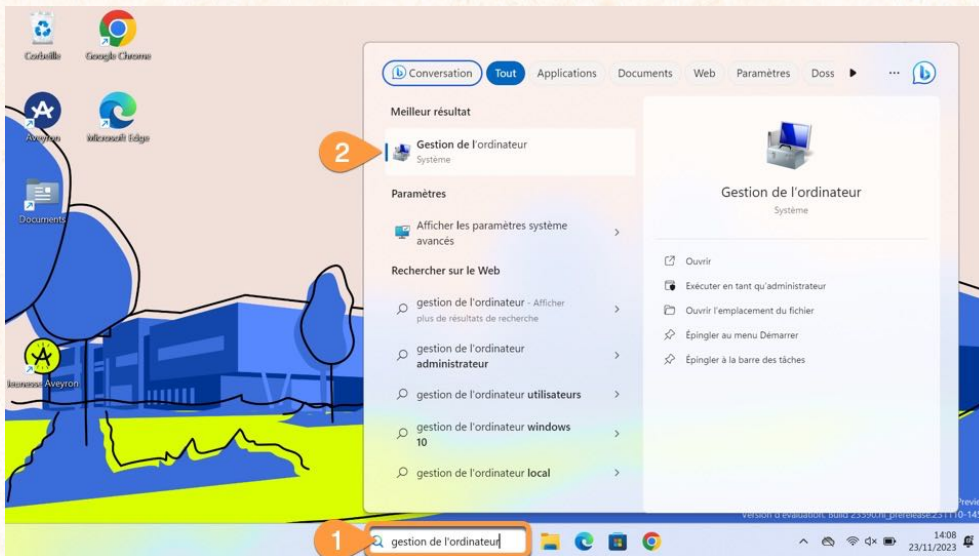 Corbeille
Google Chrome
Aveyron
Microsoft Edge
Documents
Jeunesse Aveyron
Conversation Tout Applications Documents Web Paramètres Doss
Meilleur résultat
2
Gestion de l'ordinateur
Système
Paramètres
Afficher les paramètres système
avancés
Rechercher sur le Web
gestion de l'ordinateur - Afficher
plus de résultats de recherche
gestion de l'ordinateur
administrateur
gestion de l'ordinateur utilisateurs
gestion de l'ordinateur windows
10
gestion de l'ordinateur local
Gestion de l'ordinateur
Système
Ouvrir
Exécuter en tant qu'administrateur
Ouvrir l'emplacement du fichier
Épingler au menu Démarrer
Épingler à la barre des tâches
Version d'évaluation. Build 23590.ni_prerelease.231110-145
1
gestion de l'ordinateur
14:08
23/11/2023